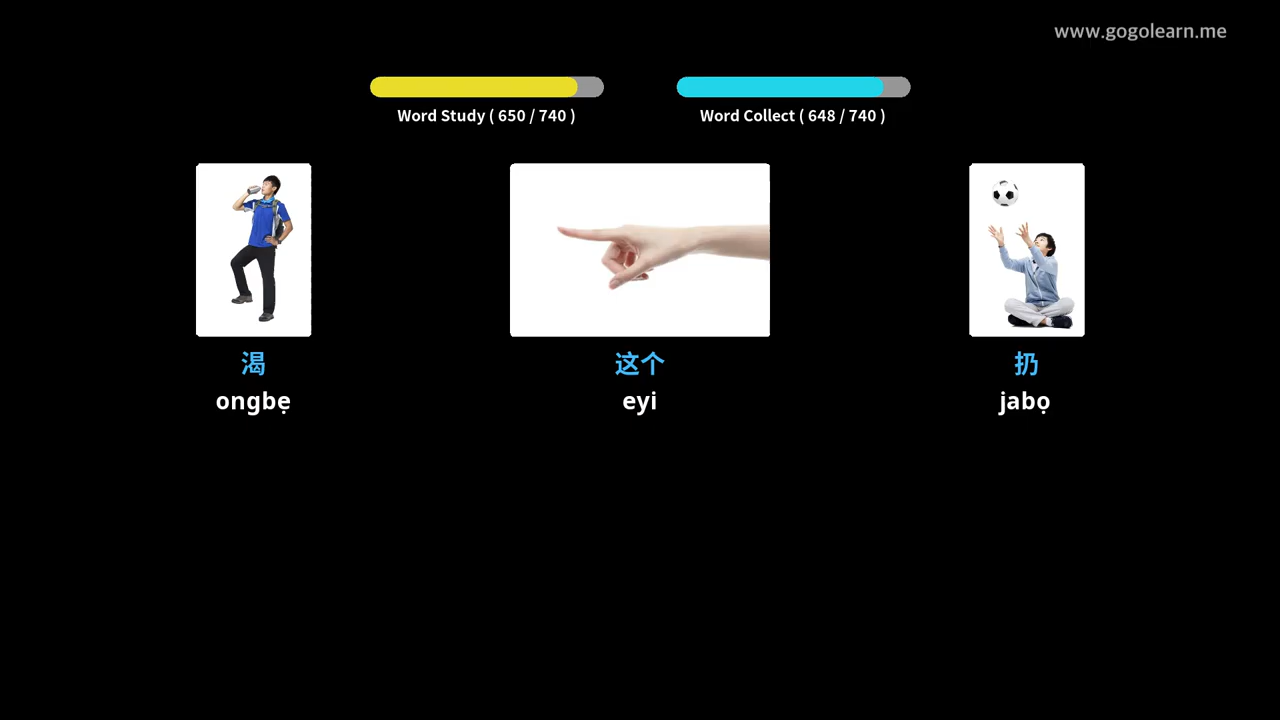 www.gogolearn.me
Word Study ( 650 / 740 )
Word Collect ( 648 / 740 )
渴
这个
扔
ongbẹ
eyi
jabọ